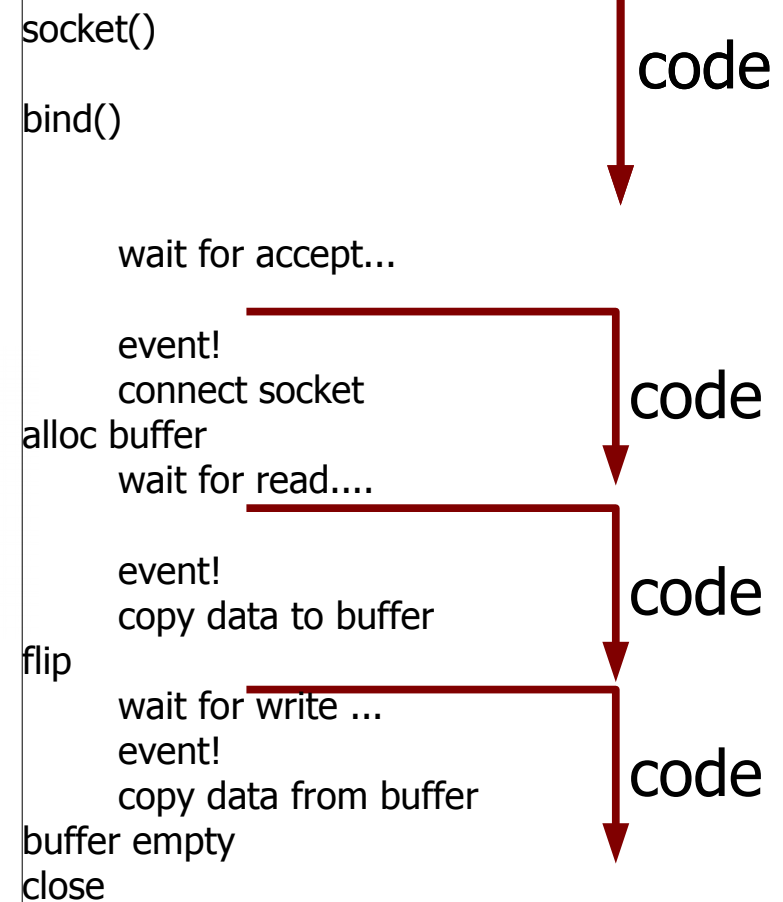 socket()
code
bind()
wait for accept...
event!
connect socket
code
alloc buffer
wait for read....
event!
code
copy data to buffer
flip
wait for write ...
event!
code
copy data from buffer
buffer empty
close